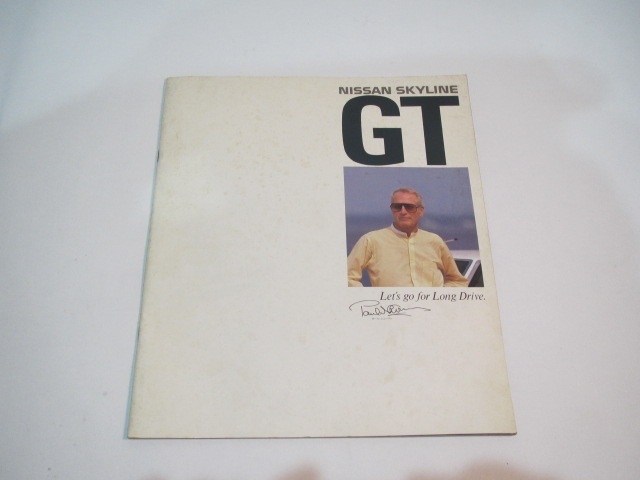 NISSAN SKYLINE
GT
Let's go for Long Drive.